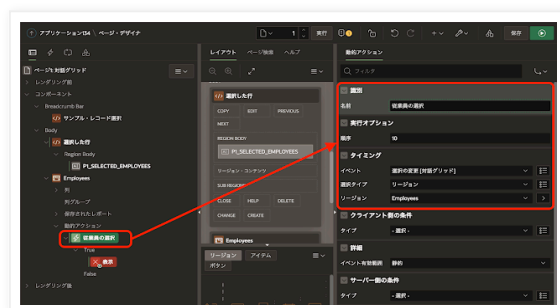 アプリケーション134 / ページ・デザイナ
1
実行
保存
ページ1: 対話グリッド
レンダリング前
コンポーネント
Breadcrumb Bar
サンプル・レコード選択
Body
選択した行
Region Body
P1_SELECTED_EMPLOYEES
Employees
列
列グループ
保存されたレポート
動的アクション
従業員の選択
True
表示
False
レンダリング後
レイアウト
ページ検索
ヘルプ
選択した行
COPY
EDIT
PREVIOUS
NEXT
REGION BODY
P1_SELECTED_EMPLOYEES
リージョン・コンテンツ
SUB REGIONS
CLOSE
HELP
DELETE
CHANGE
CREATE
Employees
リージョン
アイテム
ボタン
動的アクション
フィルタ
識別
名前
従業員の選択
実行オプション
順序
10
タイミング
イベント
選択の変更 [対話グリッド]
選択タイプ
リージョン
リージョン
Employees
クライアント側の条件
タイプ
- 選択 -
詳細
イベント有効範囲
静的
サーバー側の条件
タイプ
- 選択 -